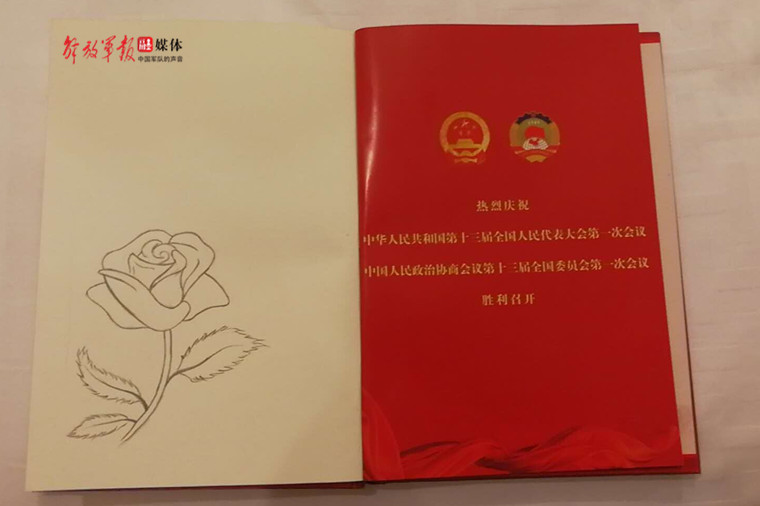 解放军报融媒体
中国军队的声音
热烈庆祝
中华人民共和国第十三届全国人民代表大会第一次会议
中国人民政治协商会议第十三届全国委员会第一次会议
胜利召开